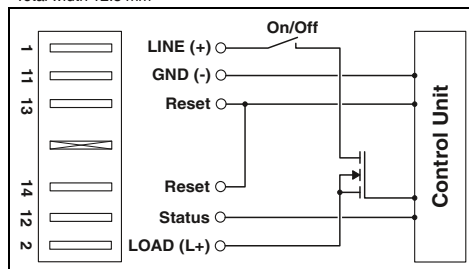 On/Off
1 LINE (+)
11 GND (-)
13 Reset
14 Reset
12 Status
2 LOAD (L+)
Control Unit